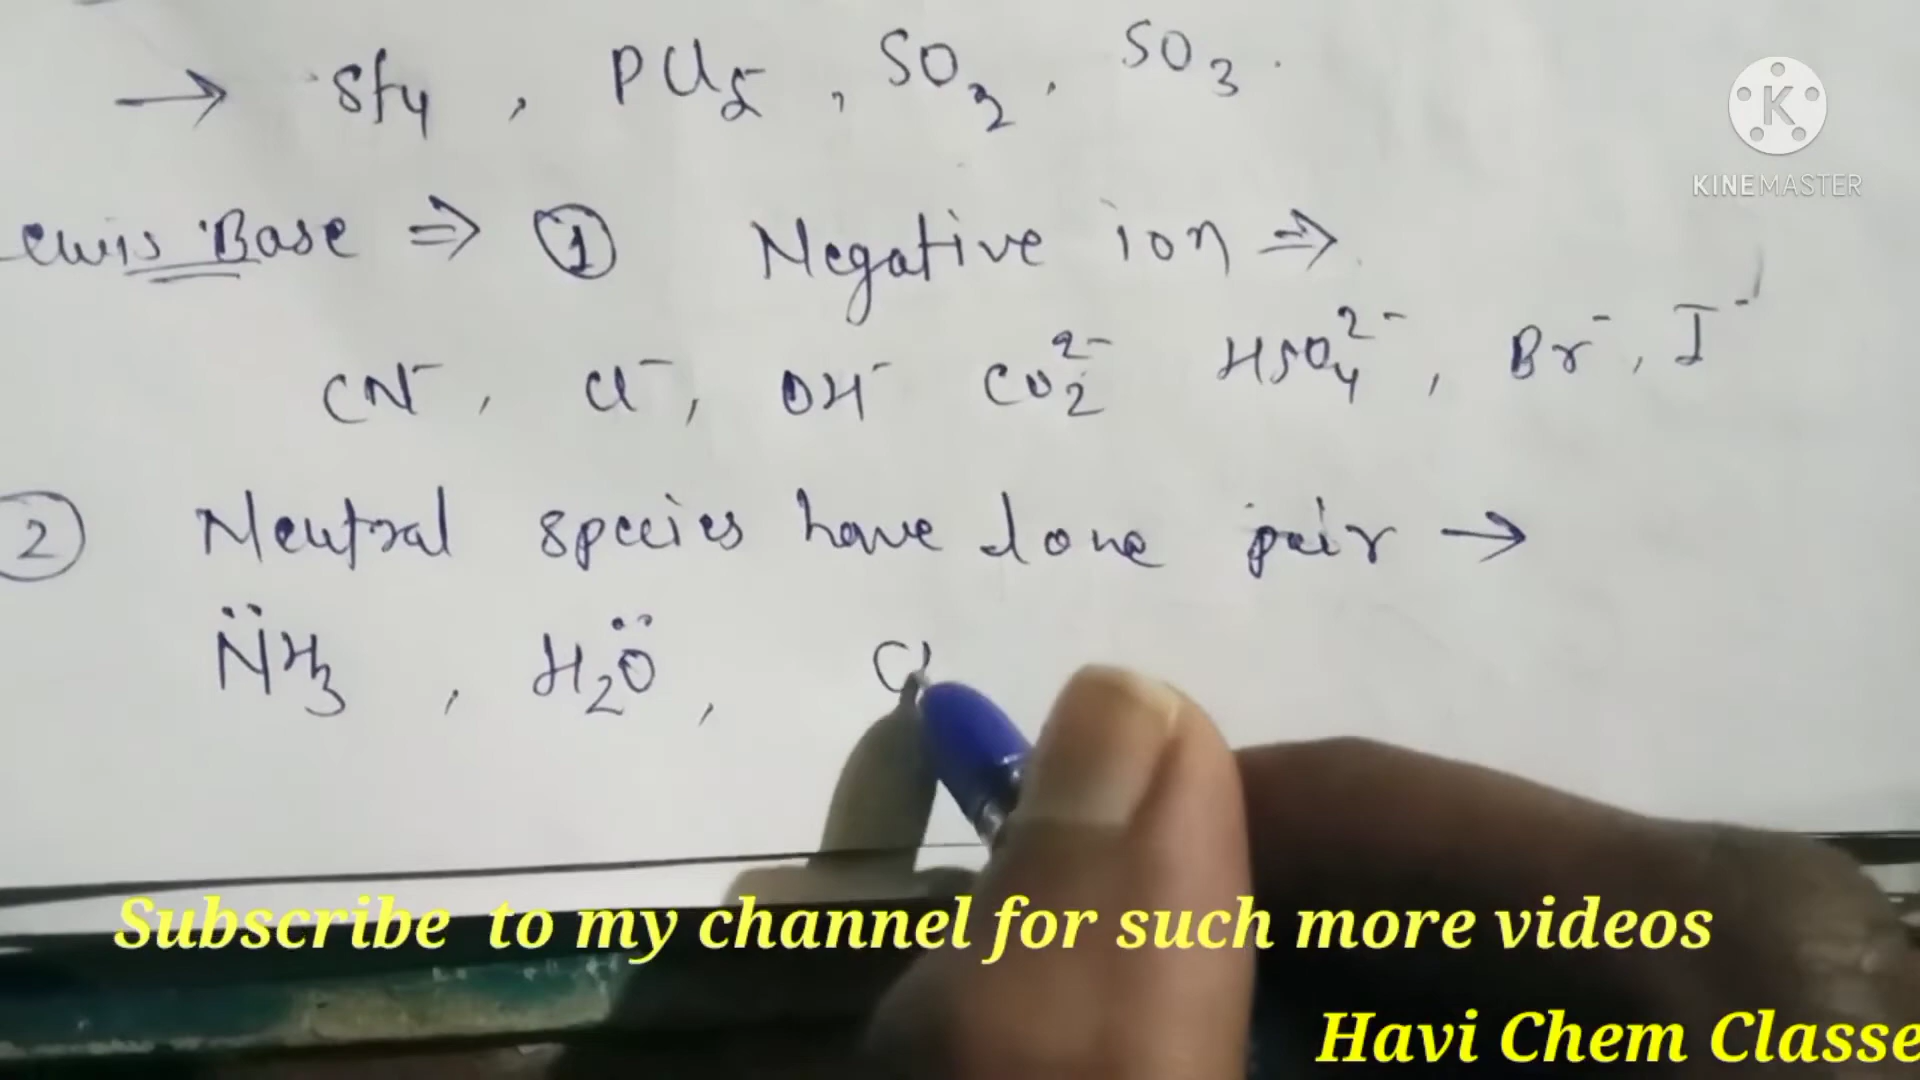 → Sf4 , PCl5 , SO2 , SO3 .
K
KINEMASTER
ewis Base ⇒ ① Negative ion ⇒
CN⁻ , Cl⁻ , OH⁻ CO2²⁻ HSO4²⁻ , Br⁻ , I⁻
② Neutral species have lone pair →
N̈H3 , H2Ö , CH
Subscribe to my channel for such more videos
Havi Chem Classe